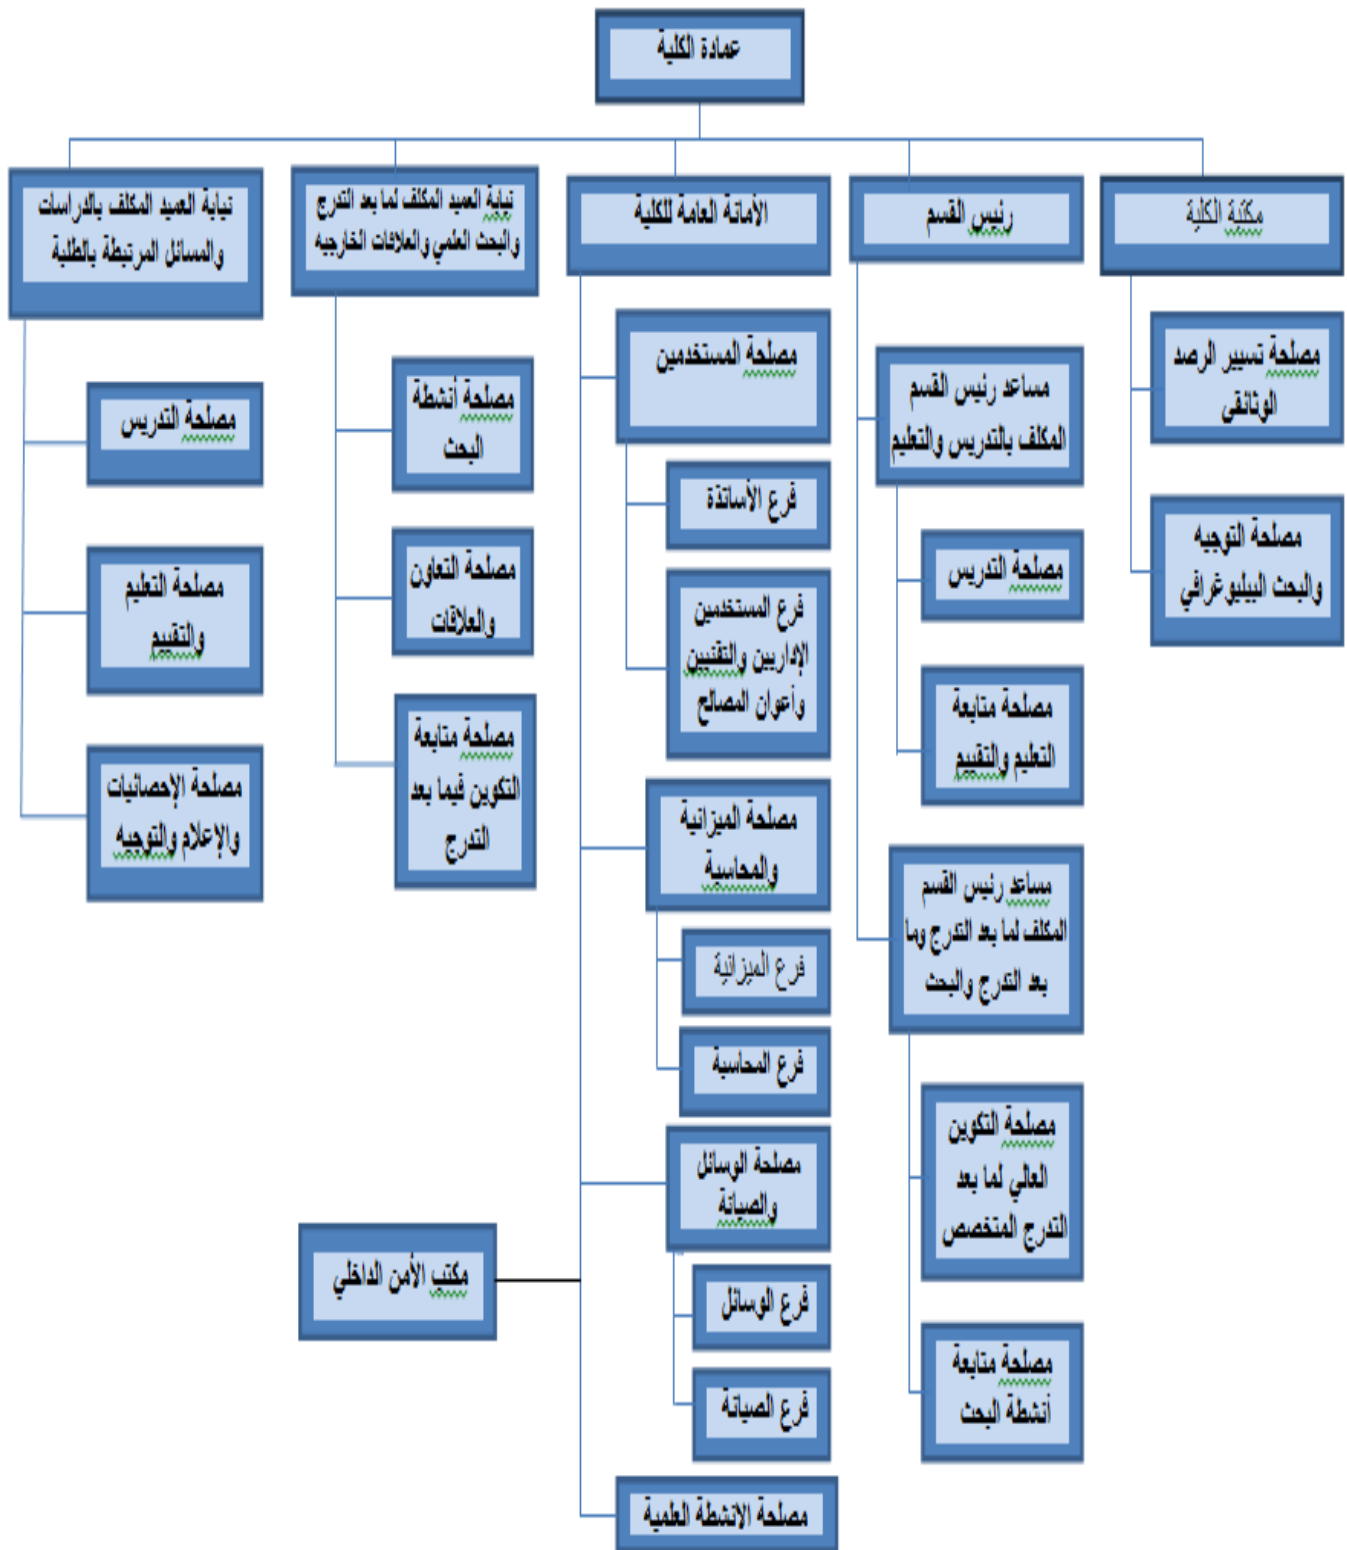 عمادة الكلية
مكتبة الكلية
مصلحة تسيير الرصد
الوثائقي
مصلحة التوجيه
والبحث البيليوغرافي
رئيس القسم
مساعد رئيس القسم
المكلف بالتدريس والتعليم
مصلحة التدريس
مصلحة متابعة
التعليم والتقييم
مساعد رئيس القسم
المكلف لما بعد التدرج وما
بعد التدرج والبحث
مصلحة التكوين
العالي لما بعد
التدرج المتخصص
مصلحة متابعة
أنشطة البحث
الأمانة العامة للكلية
مصلحة المستخدمين
فرع الأساتذة
فرع المستخدمين
الإداريين والتقنيين
وأعوان المصالح
مصلحة الميزانية
والمحاسبة
فرع الميزانية
فرع المحاسبة
مصلحة الوسائل
والصيانة
فرع الوسائل
فرع الصيانة
مكتب الأمن الداخلي
مصلحة الانشطة العلمية
نيابة العميد المكلف لما بعد التدرج
والبحث العلمي والعلاقات الخارجيه
مصلحة أنشطة
البحث
مصلحة التعاون
والعلاقات
مصلحة متابعة
التكوين فيما بعد
التدرج
نيابة العميد المكلف بالدراسات
والمسائل المرتبطة بالطلبة
مصلحة التدريس
مصلحة التعليم
والتقييم
مصلحة الإحصائيات
والإعلام والتوجيه